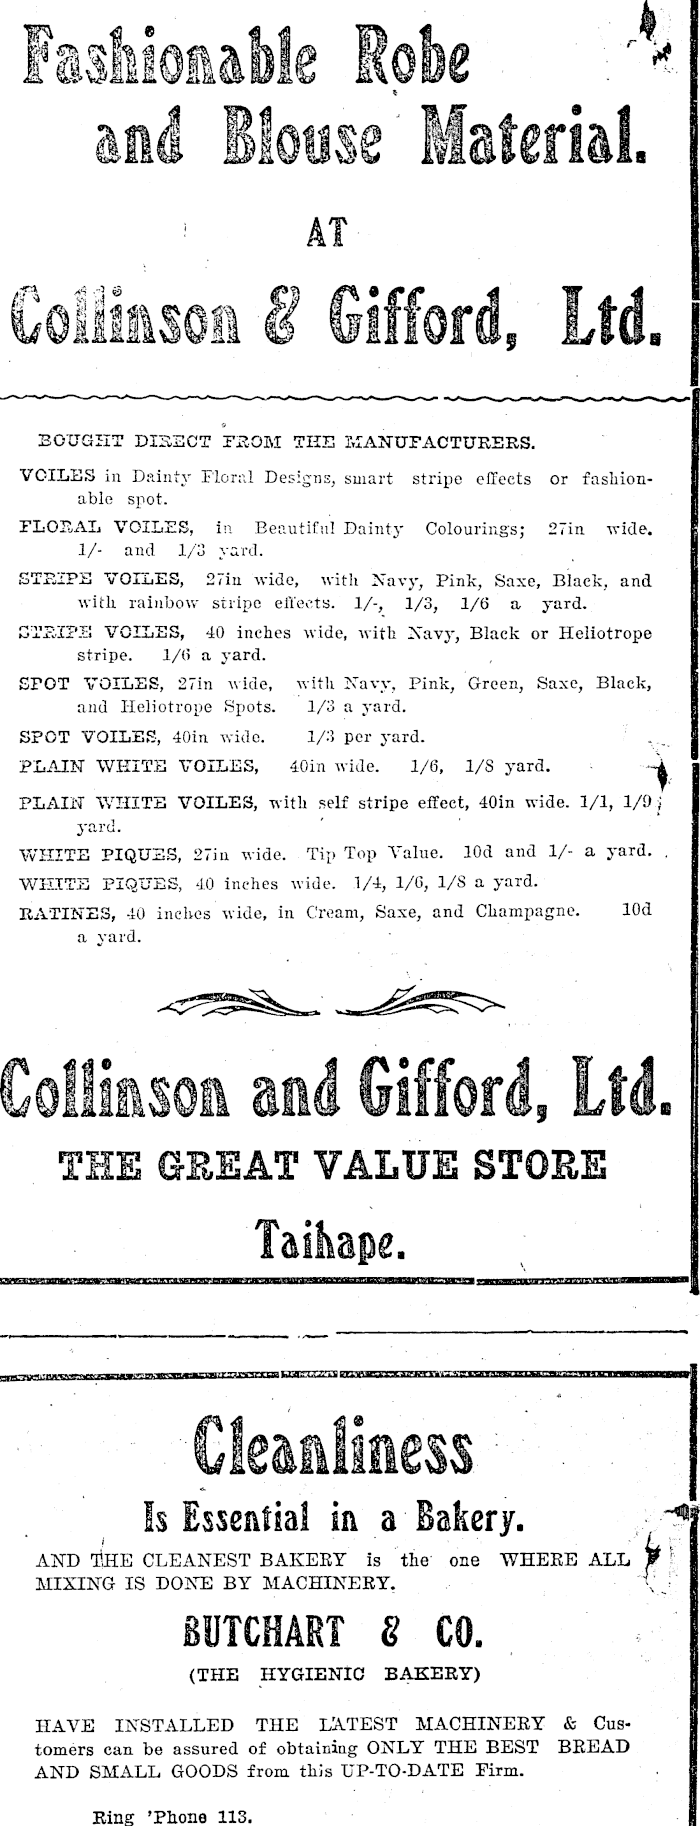 Fashionable Robe
and Blouse Material.
AT
Collinson & Gifford, Ltd.
BOUGHT DIRECT FROM THE MANUFACTURERS.
VOILES in Dainty Floral Designs, smart stripe effects or fashion-
able spot.
FLORAL VOILES, in Beautiful Dainty Colourings; 27in wide.
1/- and 1/3 yard.
STRIPE VOILES, 27in wide, with Navy, Pink, Saxe, Black, and
with rainbow stripe effects. 1/-, 1/3, 1/6 a yard.
STRIPE VOILES, 40 inches wide, with Navy, Black or Heliotrope
stripe. 1/6 a yard.
SPOT VOILES, 27in wide, with Navy, Pink, Green, Saxe, Black,
and Heliotrope Spots. 1/3 a yard.
SPOT VOILES, 40in wide. 1/3 per yard.
PLAIN WHITE VOILES, 40in wide. 1/6, 1/8 yard.
PLAIN WHITE VOILES, with self stripe effect, 40in wide. 1/1, 1/9
yard.
WHITE PIQUES, 27in wide. Tip Top Value. 10d and 1/- a yard.
WHITE PIQUES, 40 inches wide. 1/4, 1/6, 1/8 a yard.
RATINES, 40 inches wide, in Cream, Saxe, and Champagne. 10d
a yard.
Collinson and Gifford, Ltd.
THE GREAT VALUE STORE
Taihape.
Cleanliness
Is Essential in a Bakery.
AND THE CLEANEST BAKERY is the one WHERE ALL
MIXING IS DONE BY MACHINERY.
BUTCHART & CO.
(THE HYGIENIC BAKERY)
HAVE INSTALLED THE LATEST MACHINERY & Cus-
tomers can be assured of obtaining ONLY THE BEST BREAD
AND SMALL GOODS from this UP-TO-DATE Firm.
Ring 'Phone 113.